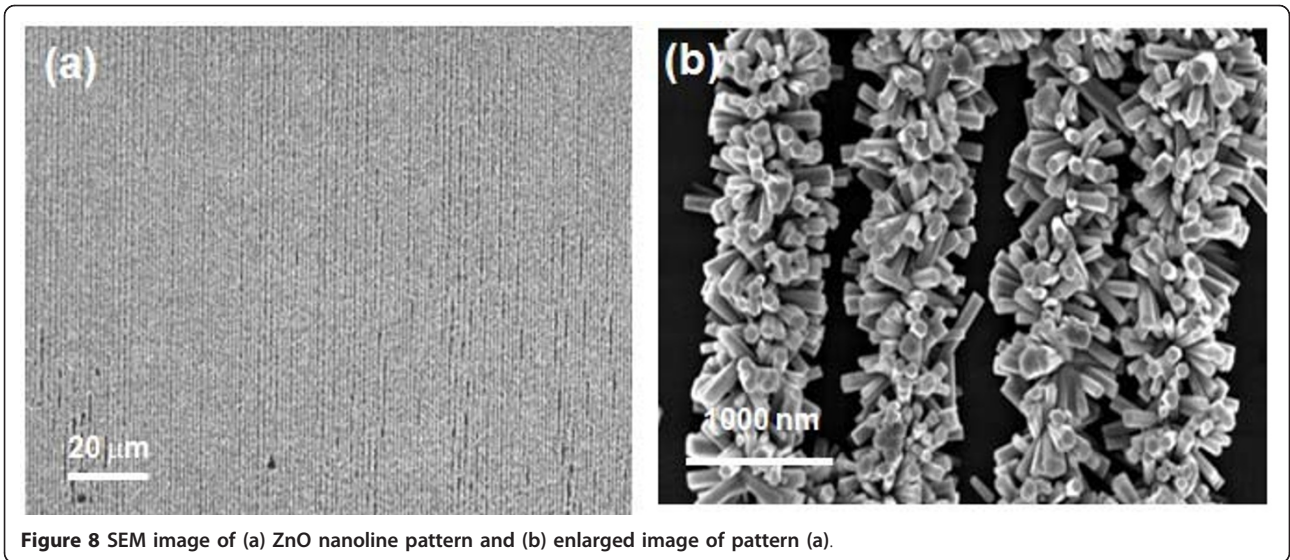 (a)
(b)
20 μm
1000 nm
Figure 8 SEM image of (a) ZnO nanoline pattern and (b) enlarged image of pattern (a).